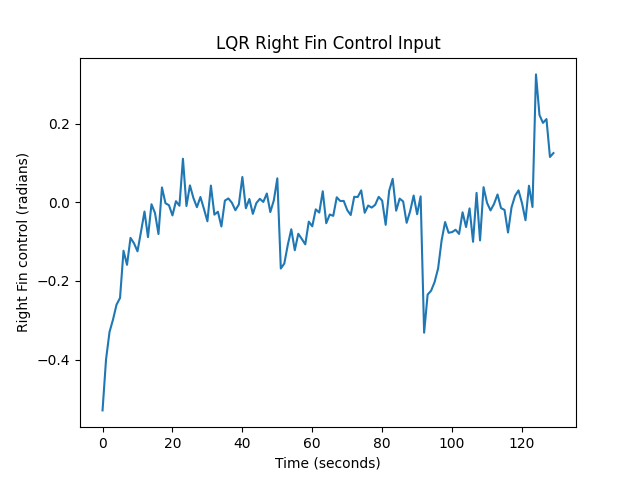 LQR Right Fin Control Input
Right Fin control (radians)
0.2
0.0
−0.2
−0.4
0 20 40 60 80 100 120
Time (seconds)